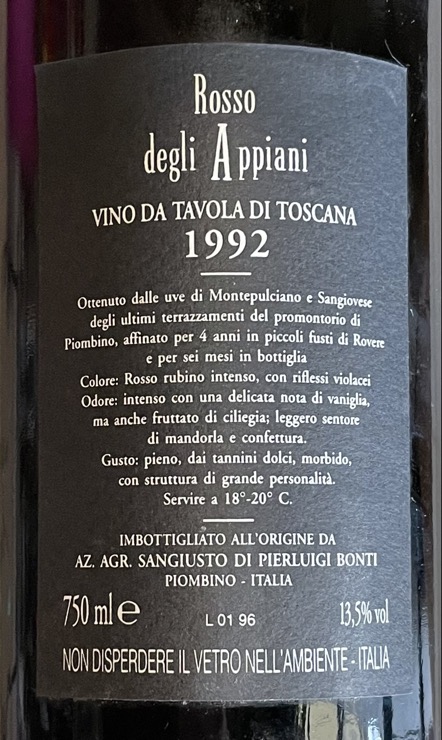 Rosso
degli Appiani
VINO DA TAVOLA DI TOSCANA
1992
Ottenuto dalle uve di Montepulciano e Sangiovese
degli ultimi terrazzamenti del promontorio di
Piombino, affinato per 4 anni in piccoli fusti di Rovere
e per sei mesi in bottiglia
Colore: Rosso rubino intenso, con riflessi violacei
Odore: intenso con una delicata nota di vaniglia,
ma anche fruttato di ciliegia; leggero sentore
di mandorla e confettura.
Gusto: pieno, dai tannini dolci, morbido,
con struttura di grande personalità.
Servire a 18°-20° C.
IMBOTTIGLIATO ALL'ORIGINE DA
AZ. AGR. SANGIUSTO DI PIERLUIGI BONTI
PIOMBINO - ITALIA
750 ml e L 01 96 13,5% vol
NON DISPERDERE IL VETRO NELL'AMBIENTE - ITALIA